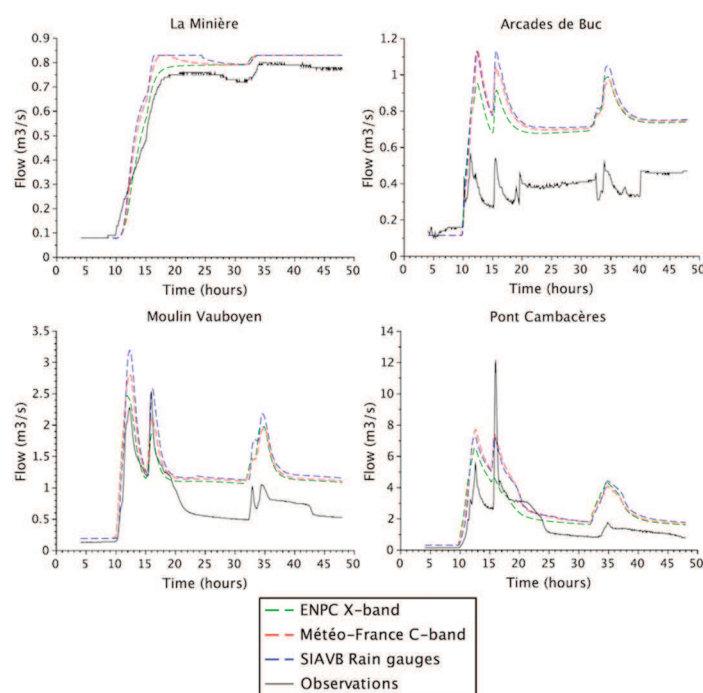 La Minière
Flow (m3/s)
0.9
0.8
0.7
0.6
0.5
0.4
0.3
0.2
0.1
0
0 5 10 15 20 25 30 35 40 45 50
Time (hours)
Arcades de Buc
Flow (m3/s)
1.2
1
0.8
0.6
0.4
0.2
0
0 5 10 15 20 25 30 35 40 45 50
Time (hours)
Moulin Vauboyen
Flow (m3/s)
3.5
3
2.5
2
1.5
1
0.5
0
0 5 10 15 20 25 30 35 40 45 50
Time (hours)
Pont Cambacères
Flow (m3/s)
14
12
10
8
6
4
2
0
0 5 10 15 20 25 30 35 40 45 50
Time (hours)
ENPC X-band
Météo-France C-band
SIAVB Rain gauges
Observations